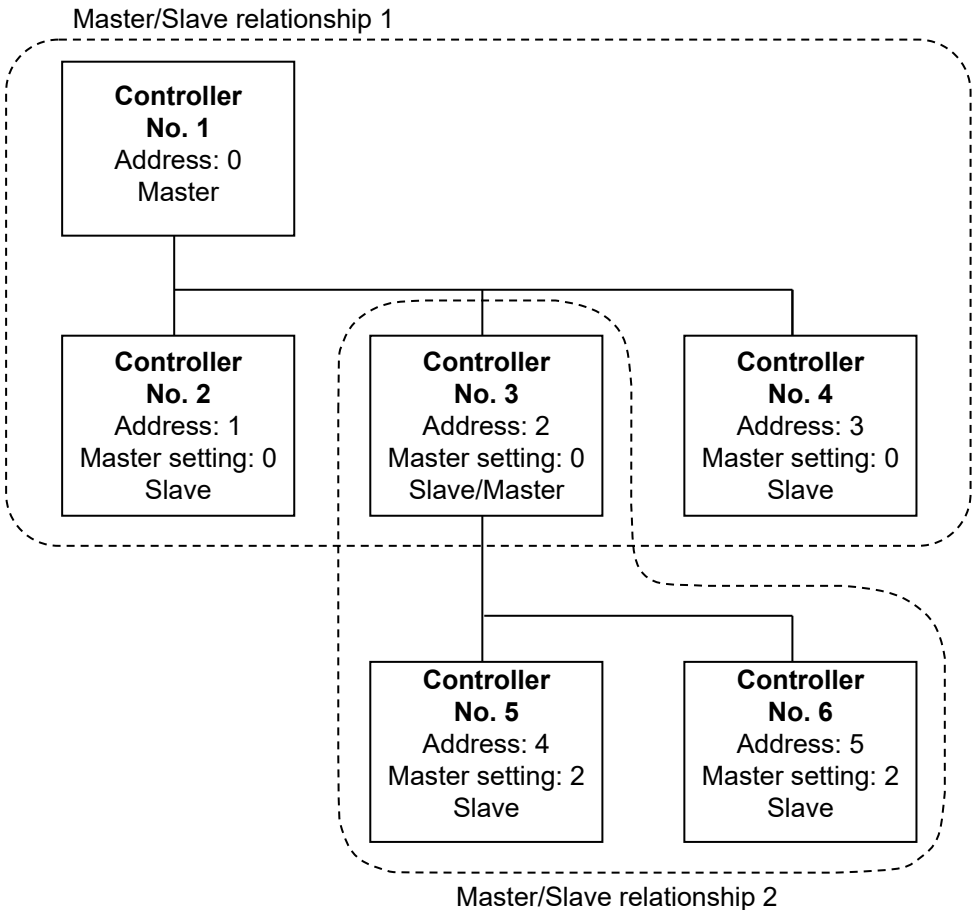 Master/Slave relationship 1
Controller
No. 1
Address: 0
Master
Controller
No. 2
Address: 1
Master setting: 0
Slave
Controller
No. 3
Address: 2
Master setting: 0
Slave/Master
Controller
No. 4
Address: 3
Master setting: 0
Slave
Controller
No. 5
Address: 4
Master setting: 2
Slave
Controller
No. 6
Address: 5
Master setting: 2
Slave
Master/Slave relationship 2